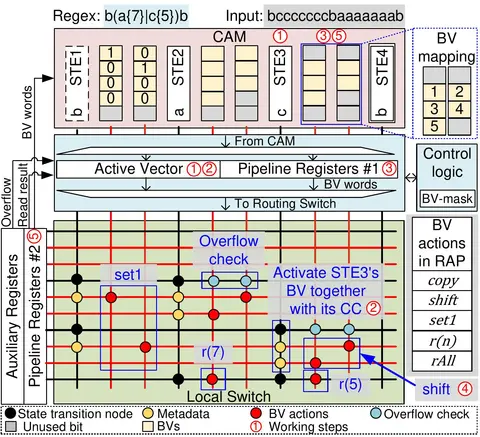 Regex: b(a{7}|c{5})b Input: bcccccccbaaaaaaab
CAM ① ③⑤
BV mapping
1 0
0 1
0 0
0 0
b STE1
a STE2
c STE3
b STE4
1 2
3 4
5
BV words
↓ From CAM
Active Vector ①② Pipeline Registers #1 ③
BV words
↓ To Routing Switch
Control logic
BV-mask
Overflow
Read result
Auxiliary Registers
Pipeline Registers #2 ⑤
set1
Overflow check
Activate STE3's
BV together
with its CC ②
r(7)
r(5)
shift ④
Local Switch
BV actions in RAP
copy
shift
set1
r(n)
rAll
State transition node Metadata BV actions Overflow check
Unused bit BVs ① Working steps